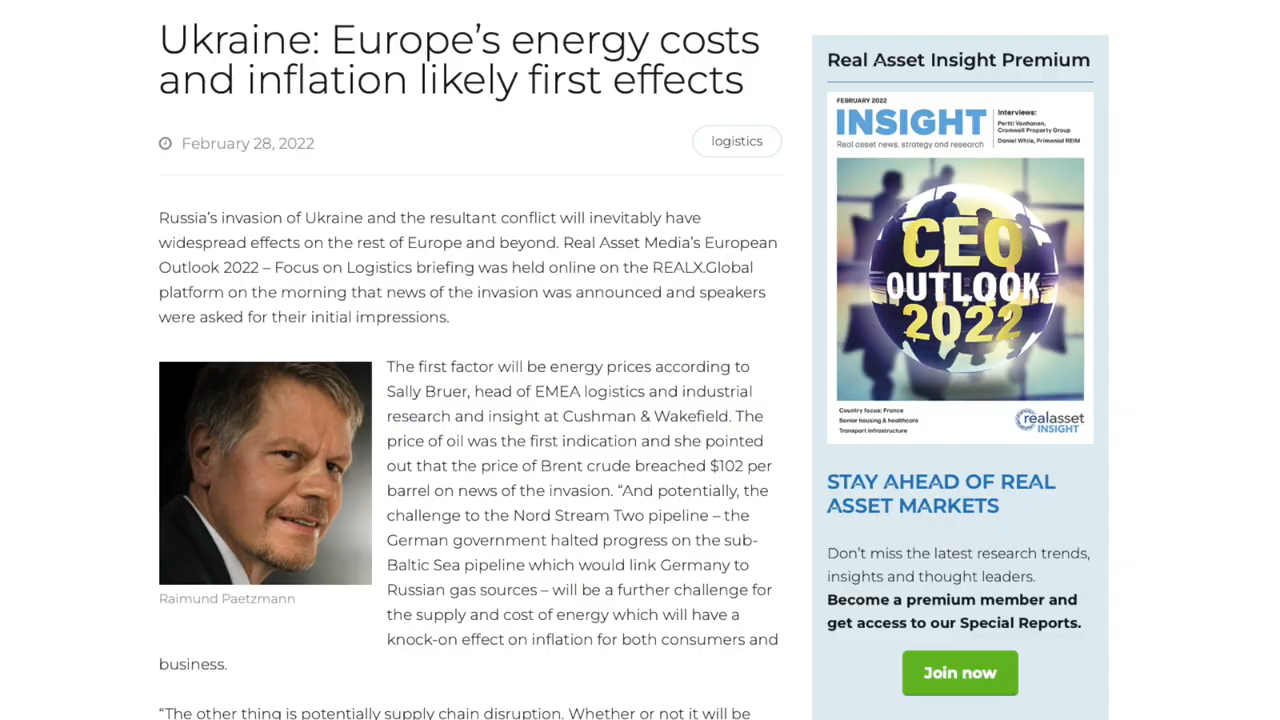 Ukraine: Europe's energy costs
and inflation likely first effects
February 28, 2022
logistics
Russia's invasion of Ukraine and the resultant conflict will inevitably have
widespread effects on the rest of Europe and beyond. Real Asset Media's European
Outlook 2022 – Focus on Logistics briefing was held online on the REALX.Global
platform on the morning that news of the invasion was announced and speakers
were asked for their initial impressions.
The first factor will be energy prices according to
Sally Bruer, head of EMEA logistics and industrial
research and insight at Cushman & Wakefield. The
price of oil was the first indication and she pointed
out that the price of Brent crude breached $102 per
barrel on news of the invasion. “And potentially, the
challenge to the Nord Stream Two pipeline – the
German government halted progress on the sub-
Baltic Sea pipeline which would link Germany to
Russian gas sources – will be a further challenge for
the supply and cost of energy which will have a
knock-on effect on inflation for both consumers and
business.
Raimund Paetzmann
“The other thing is potentially supply chain disruption. Whether or not it will be
Real Asset Insight Premium
FEBRUARY 2022
INSIGHT
Real asset news, strategy and research
Interviews:
Pertti Vanhanen,
Cromwell Property Group
Daniel While, Primonial REIM
CEO
OUTLOOK
2022
Country focus: France
Senior housing & healthcare
Transport infrastructure
realasset
INSIGHT
STAY AHEAD OF REAL
ASSET MARKETS
Don't miss the latest research trends,
insights and thought leaders.
Become a premium member and
get access to our Special Reports.
Join now